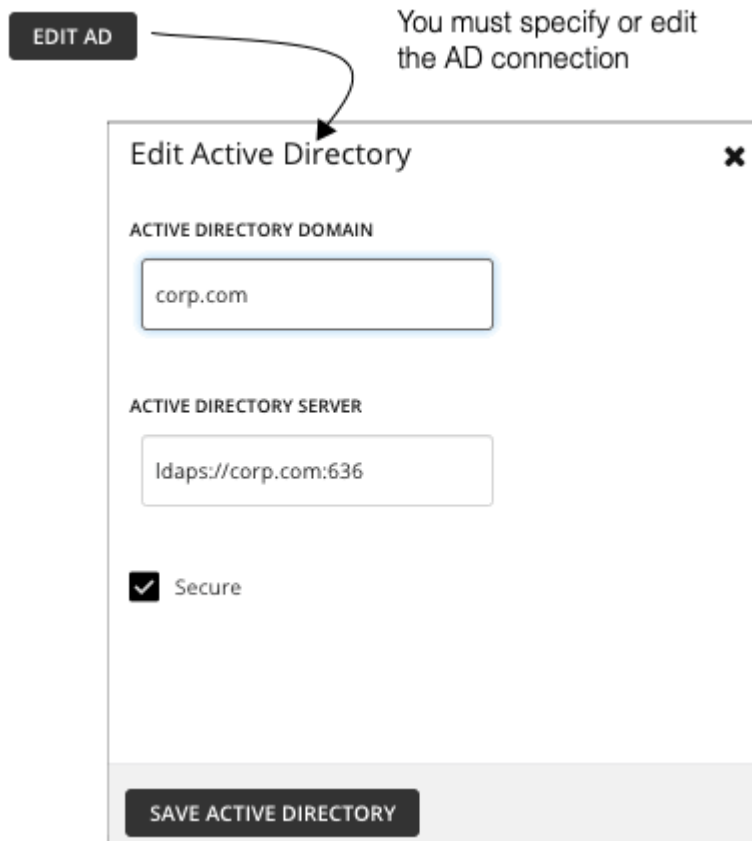 EDIT AD
You must specify or edit
the AD connection
Edit Active Directory
ACTIVE DIRECTORY DOMAIN
corp.com
ACTIVE DIRECTORY SERVER
ldaps://corp.com:636
Secure
SAVE ACTIVE DIRECTORY